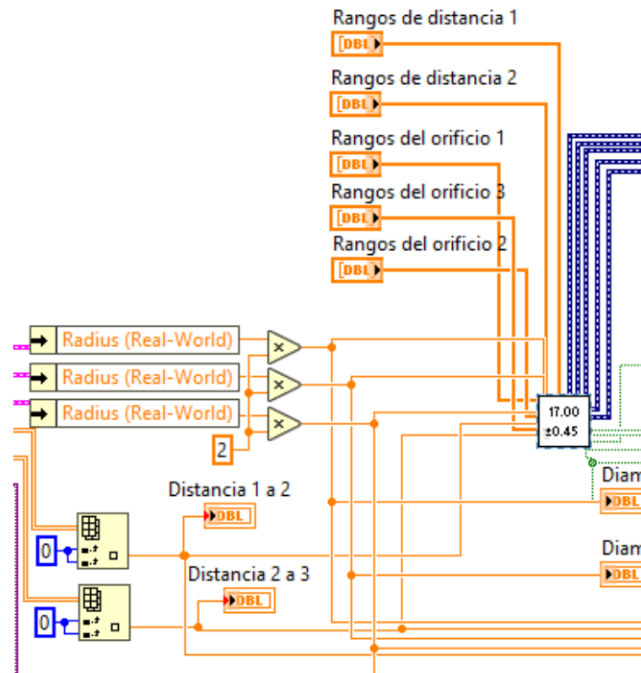 Rangos de distancia 1
[DBL]
Rangos de distancia 2
[DBL]
Rangos del orificio 1
[DBL]
Rangos del orificio 3
[DBL]
Rangos del orificio 2
[DBL]
Radius (Real-World)
×
Radius (Real-World)
×
Radius (Real-World)
×
17.00
±0.45
2
Distancia 1 a 2
DBL
Diam
DBL
0
Distancia 2 a 3
DBL
Diam
DBL
0